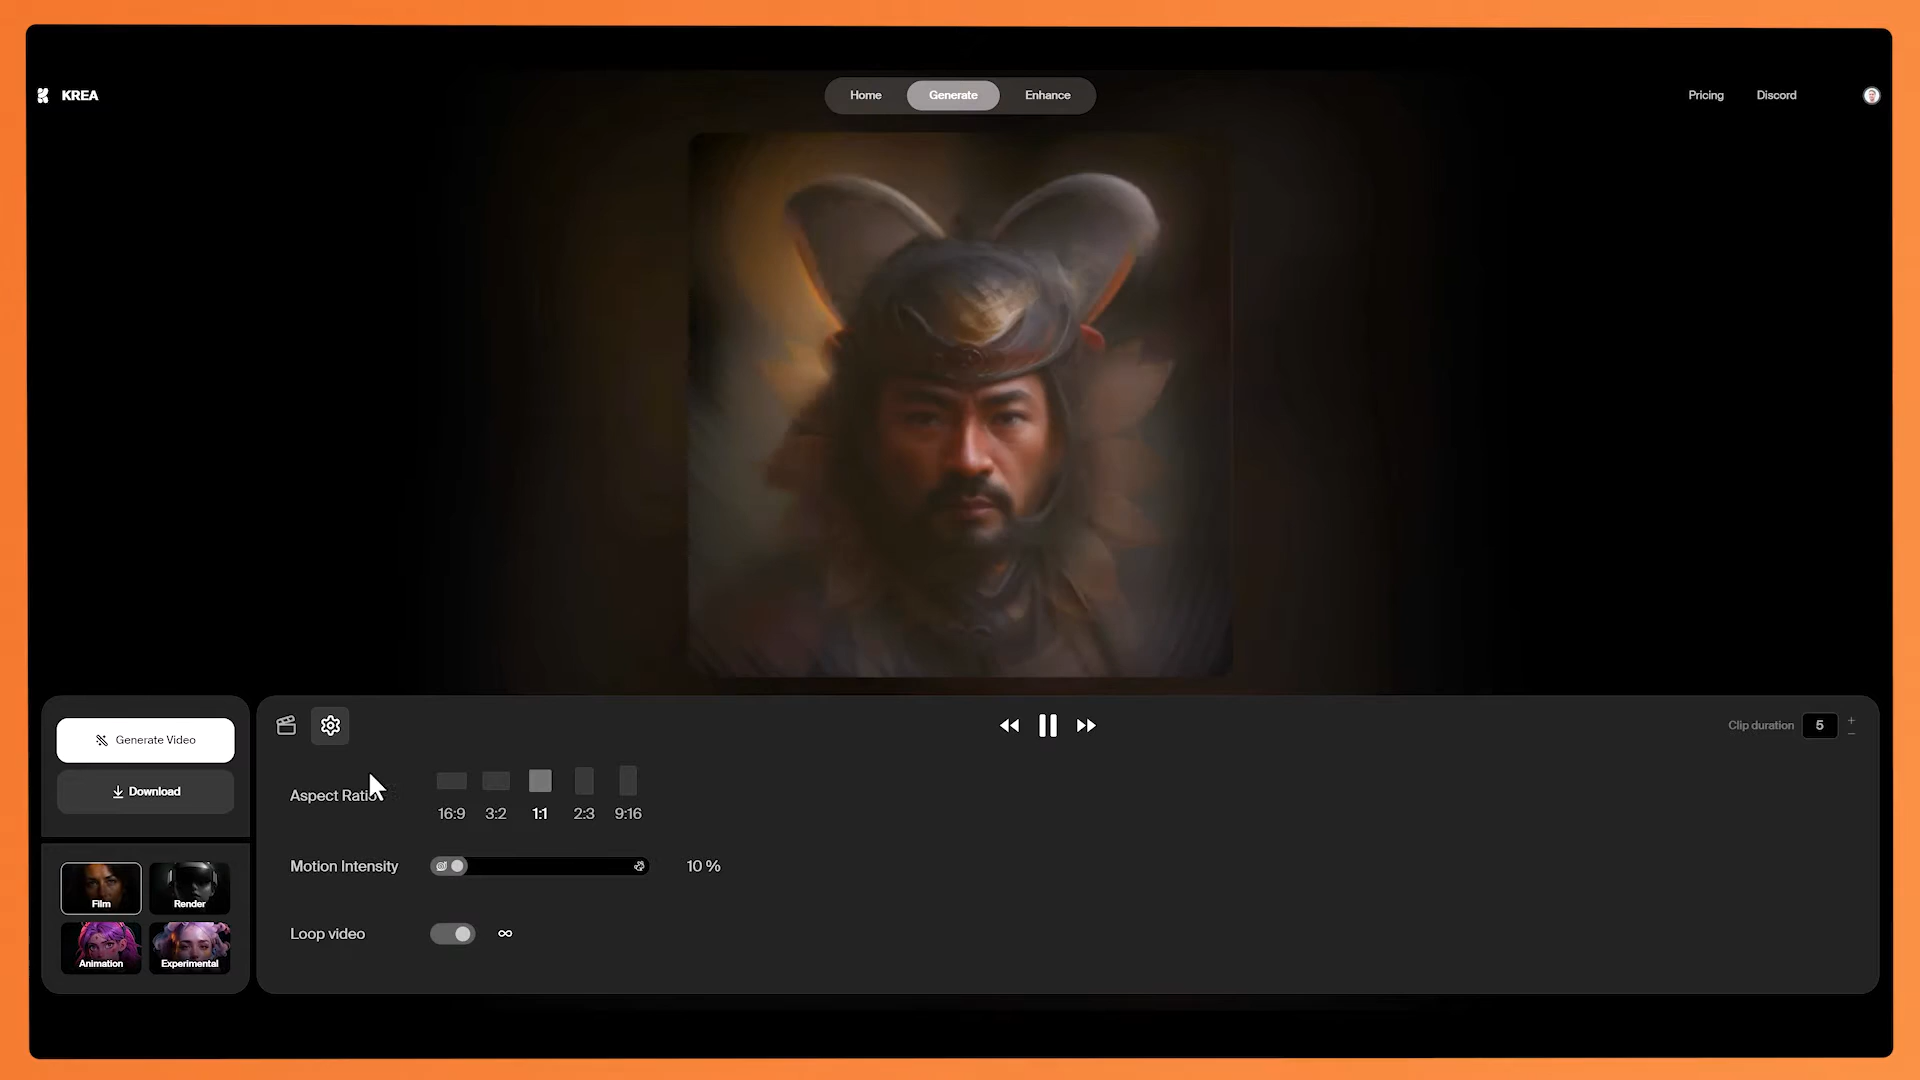 KREA
Home
Generate
Enhance
Pricing
Discord
Generate Video
Download
Clip duration
5
Aspect Ratio
16:9
3:2
1:1
2:3
9:16
Motion Intensity
10 %
Loop video
Film
Render
Animation
Experimental